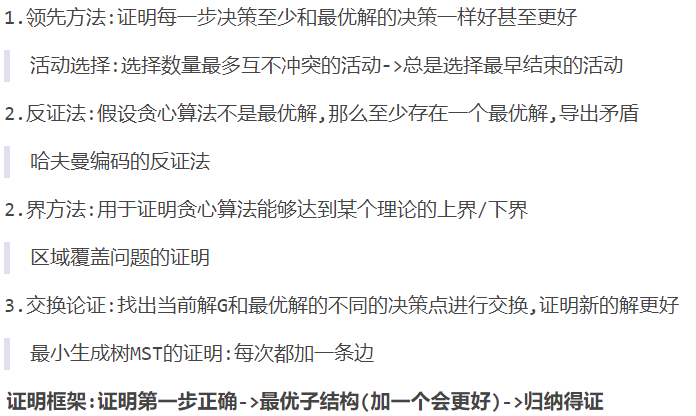 1.领先方法:证明每一步决策至少和最优解的决策一样好甚至更好
活动选择:选择数量最多互不冲突的活动->总是选择最早结束的活动
2.反证法:假设贪心算法不是最优解,那么至少存在一个最优解,导出矛盾
哈夫曼编码的反证法
2.界方法:用于证明贪心算法能够达到某个理论的上界/下界
区域覆盖问题的证明
3.交换论证:找出当前解G和最优解的不同的决策点进行交换,证明新的解更好
最小生成树MST的证明:每次都加一条边
证明框架:证明第一步正确->最优子结构(加一个会更好)->归纳得证